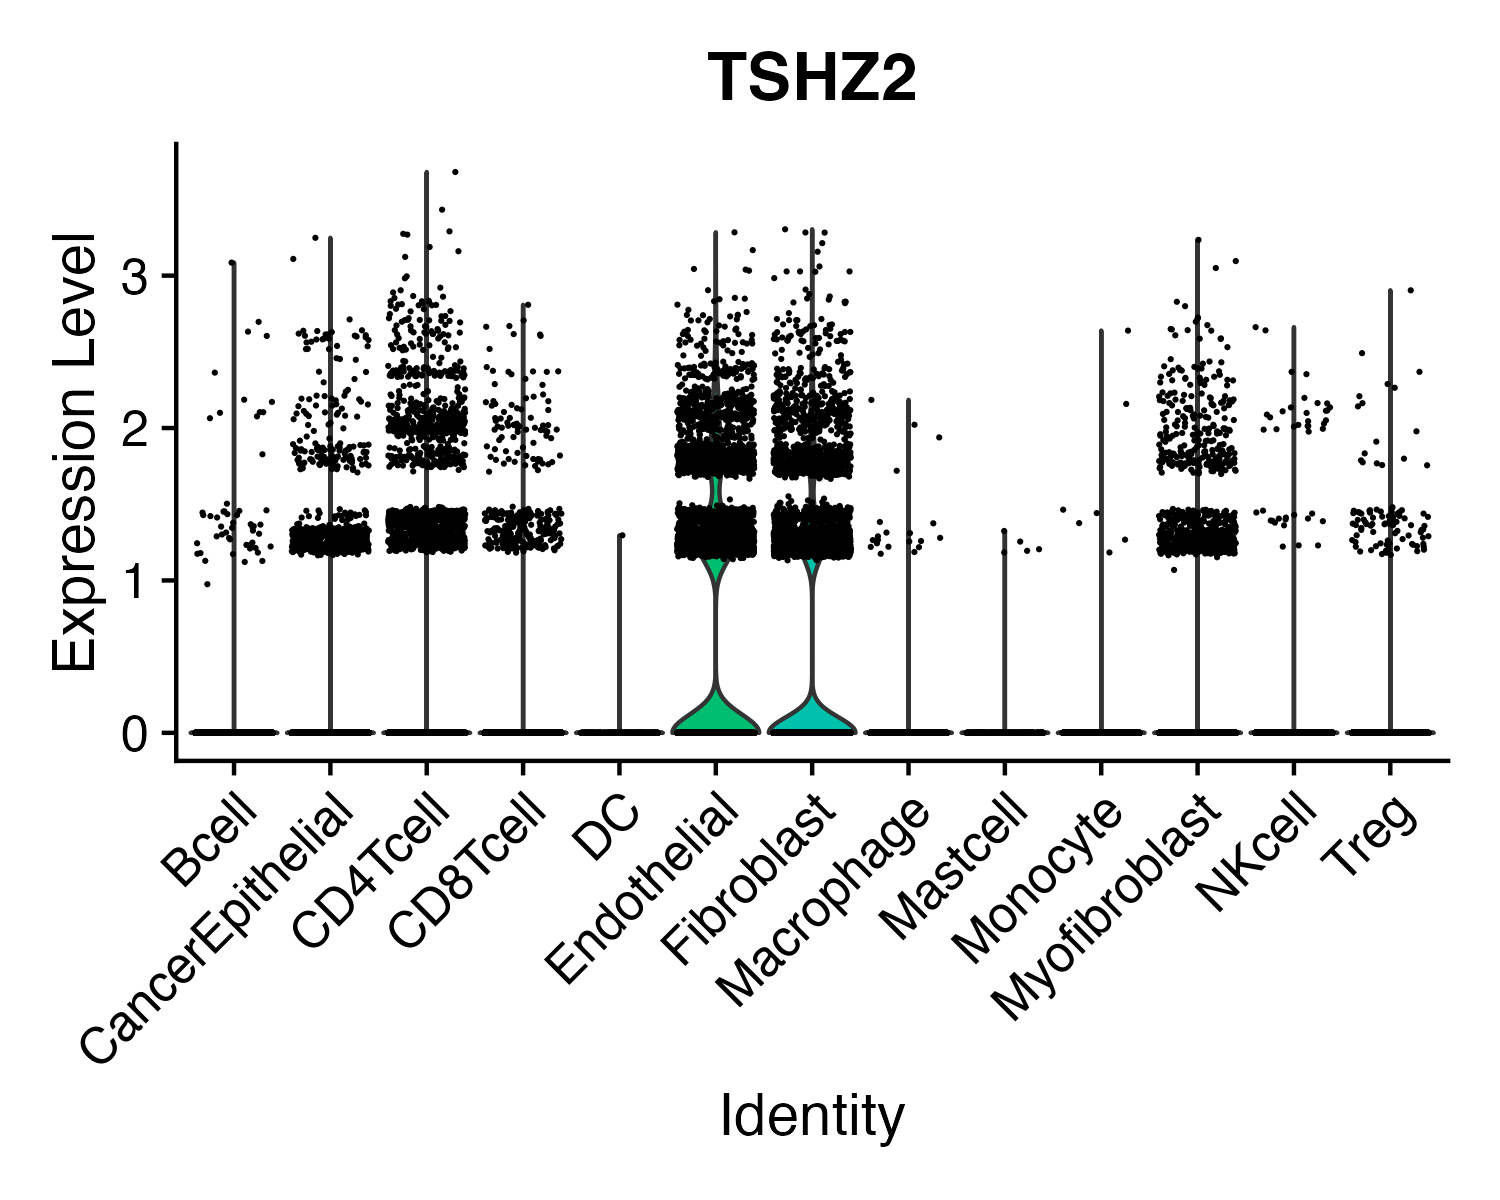 TSHZ2
Expression Level
3
2
1
0
Bcell
CancerEpithelial
CD4Tcell
CD8Tcell
DC
Endothelial
Fibroblast
Macrophage
Mastcell
Monocyte
Myofibroblast
NKcell
Treg
Identity